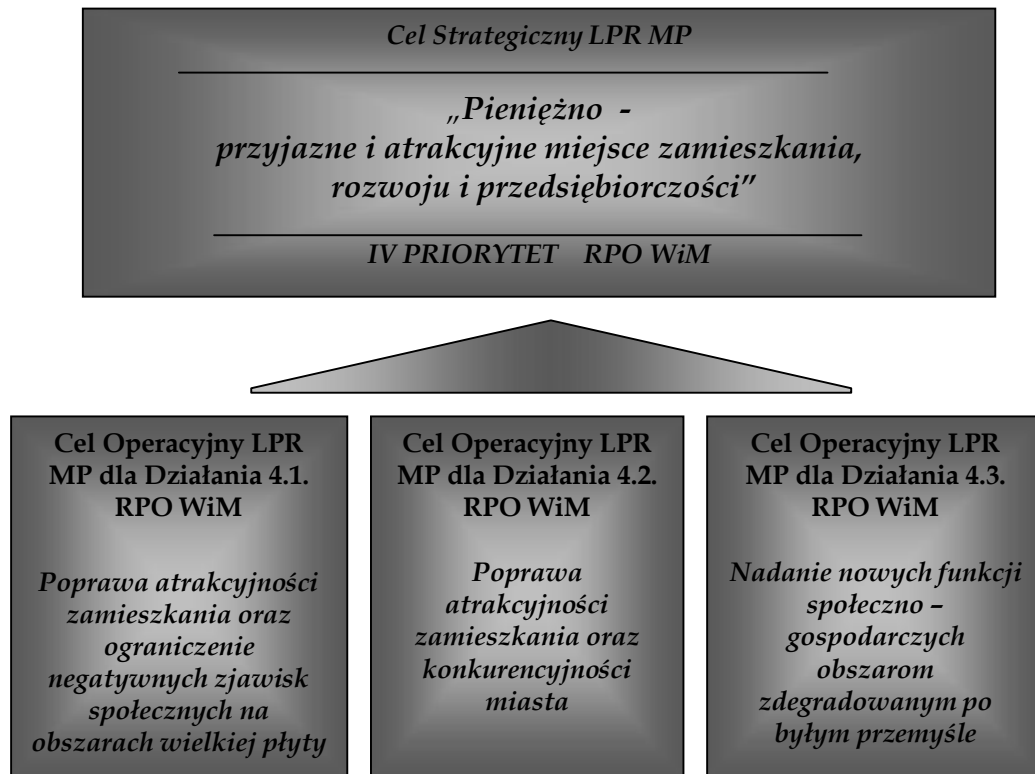 Cel Strategiczny LPR MP
„Pieniężno -
przyjazne i atrakcyjne miejsce zamieszkania,
rozwoju i przedsiębiorczości”
IV PRIORYTET RPO WiM
Cel Operacyjny LPR
MP dla Działania 4.1.
RPO WiM
Poprawa atrakcyjności
zamieszkania oraz
ograniczenie
negatywnych zjawisk
społecznych na
obszarach wielkiej płyty
Cel Operacyjny LPR
MP dla Działania 4.2.
RPO WiM
Poprawa
atrakcyjności
zamieszkania oraz
konkurencyjności
miasta
Cel Operacyjny LPR
MP dla Działania 4.3.
RPO WiM
Nadanie nowych funkcji
społeczno –
gospodarczych
obszarom
zdegradowanym po
byłym przemyśle